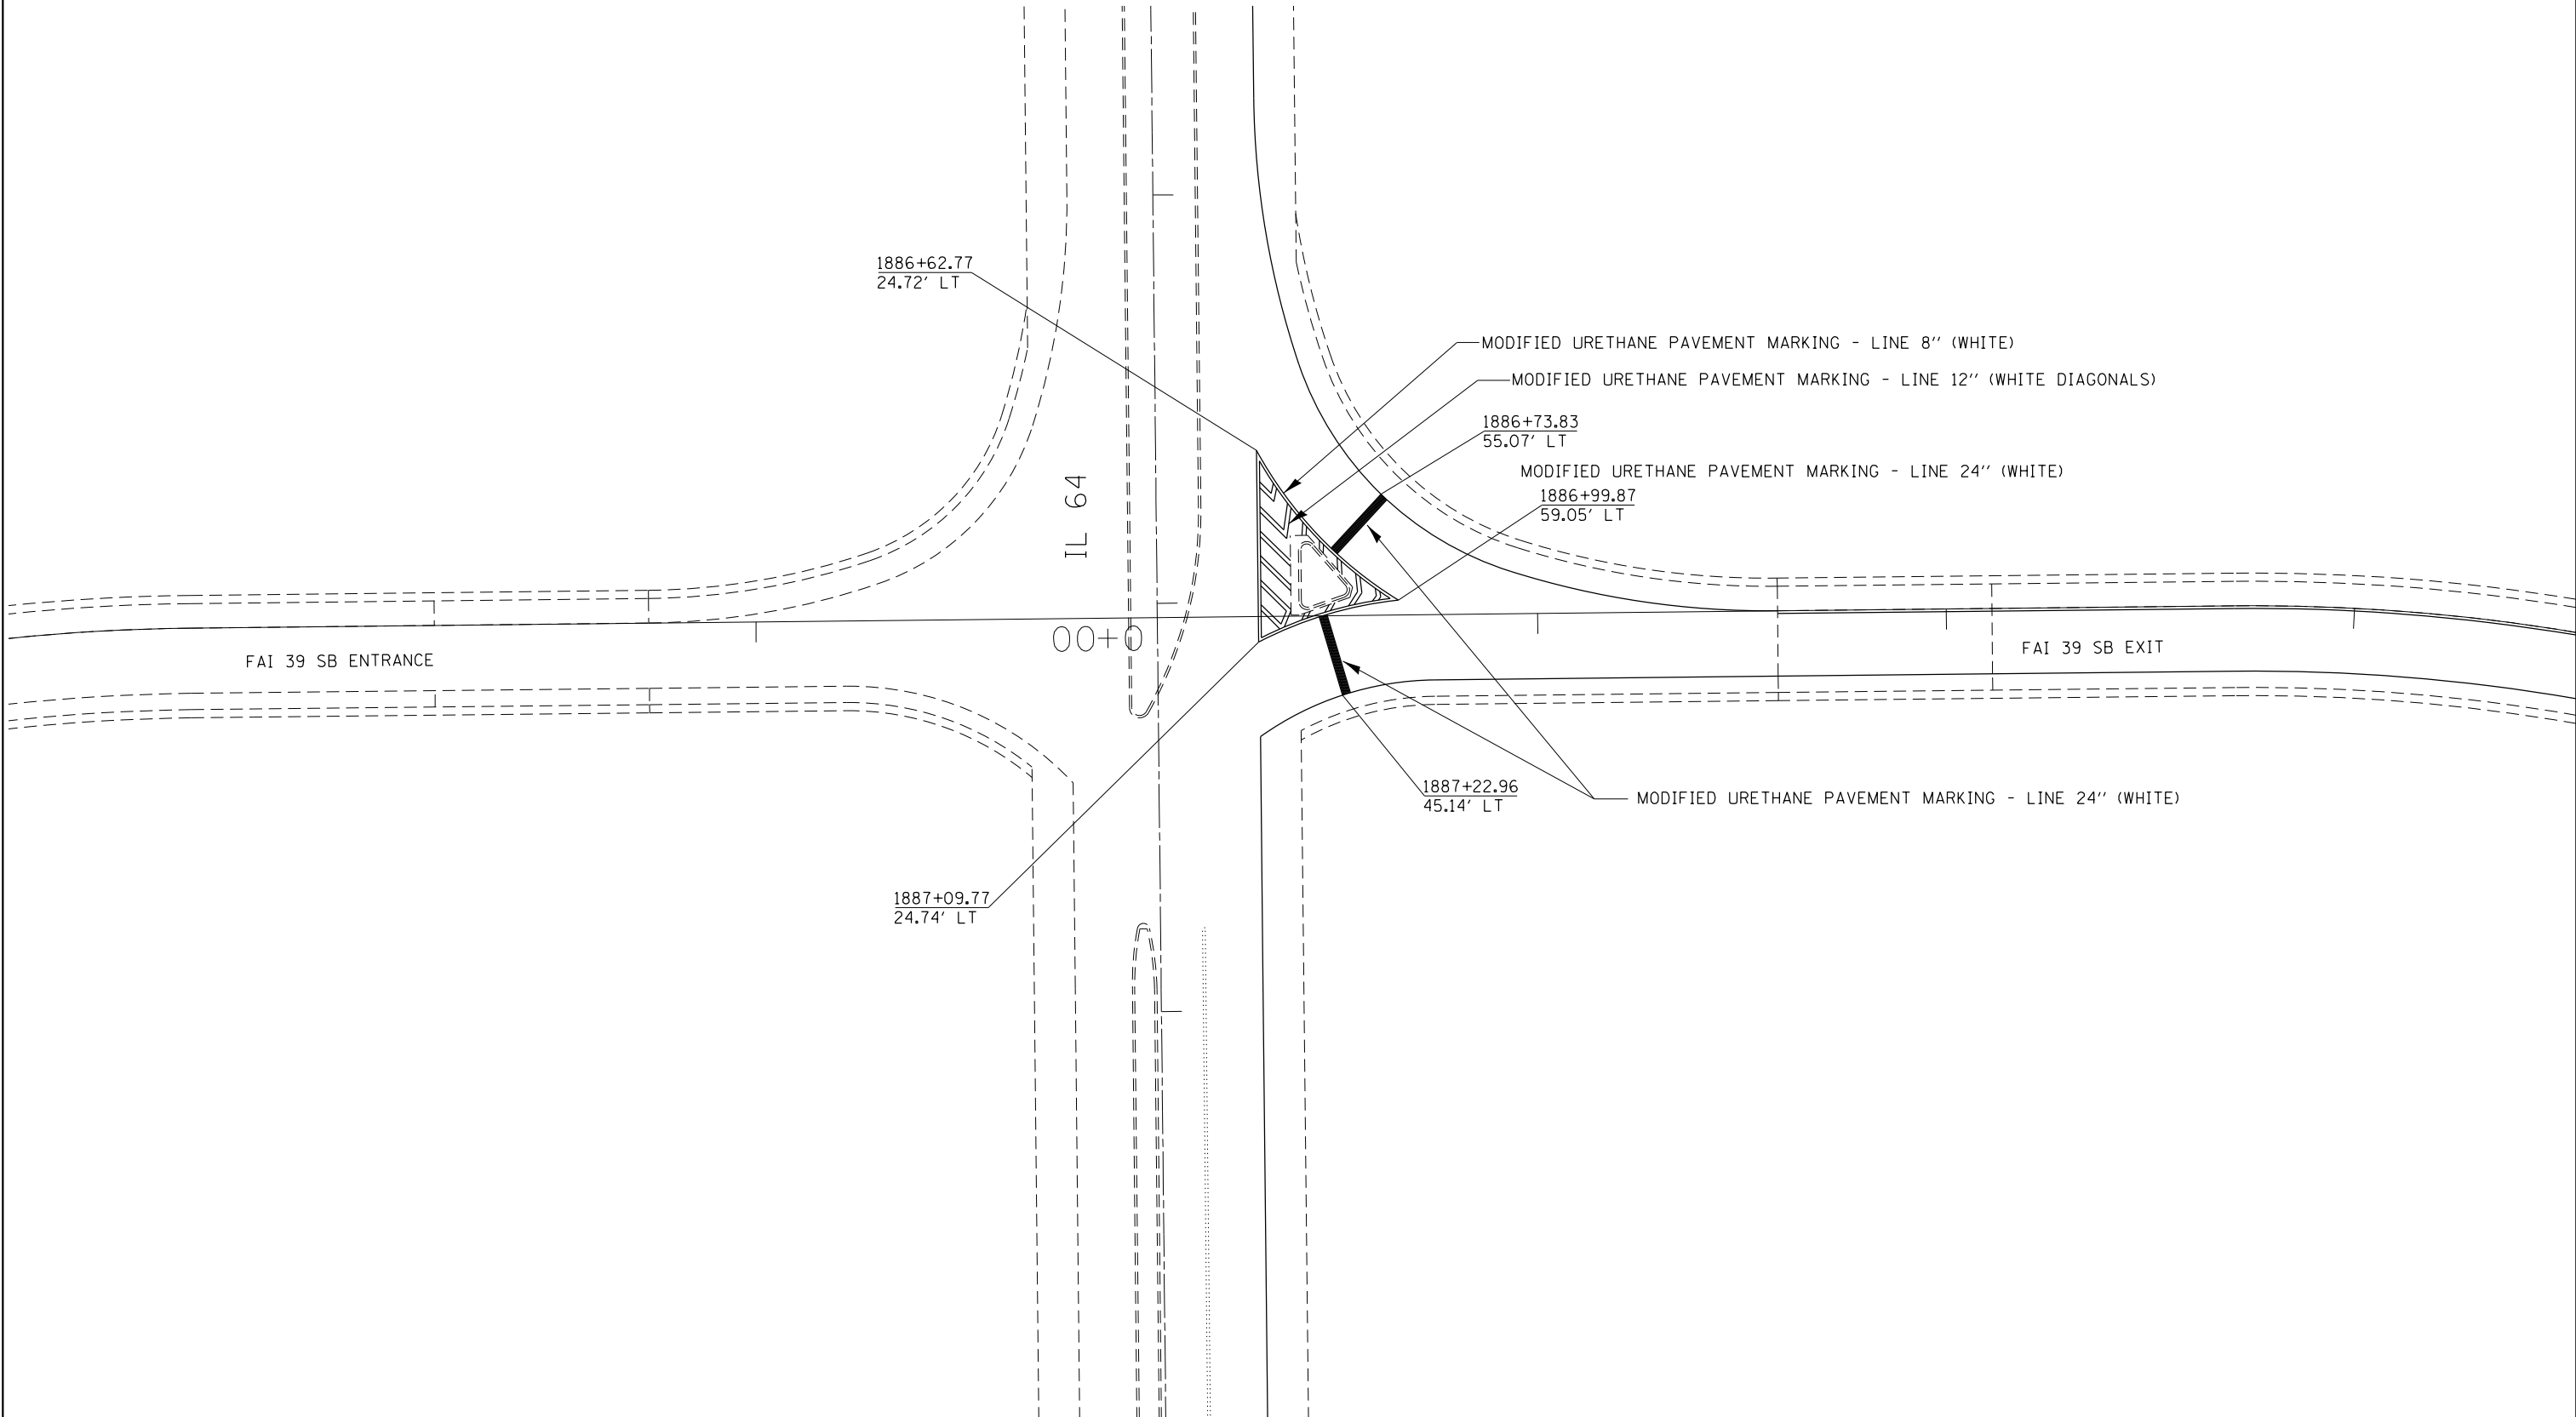 1886+62.77
24.72' LT
MODIFIED URETHANE PAVEMENT MARKING - LINE 8'' (WHITE)
MODIFIED URETHANE PAVEMENT MARKING - LINE 12'' (WHITE DIAGONALS)
1886+73.83
55.07' LT
MODIFIED URETHANE PAVEMENT MARKING - LINE 24'' (WHITE)
1886+99.87
59.05' LT
IL 64
00+0
FAI 39 SB ENTRANCE
FAI 39 SB EXIT
1887+22.96
45.14' LT
MODIFIED URETHANE PAVEMENT MARKING - LINE 24'' (WHITE)
1887+09.77
24.74' LT